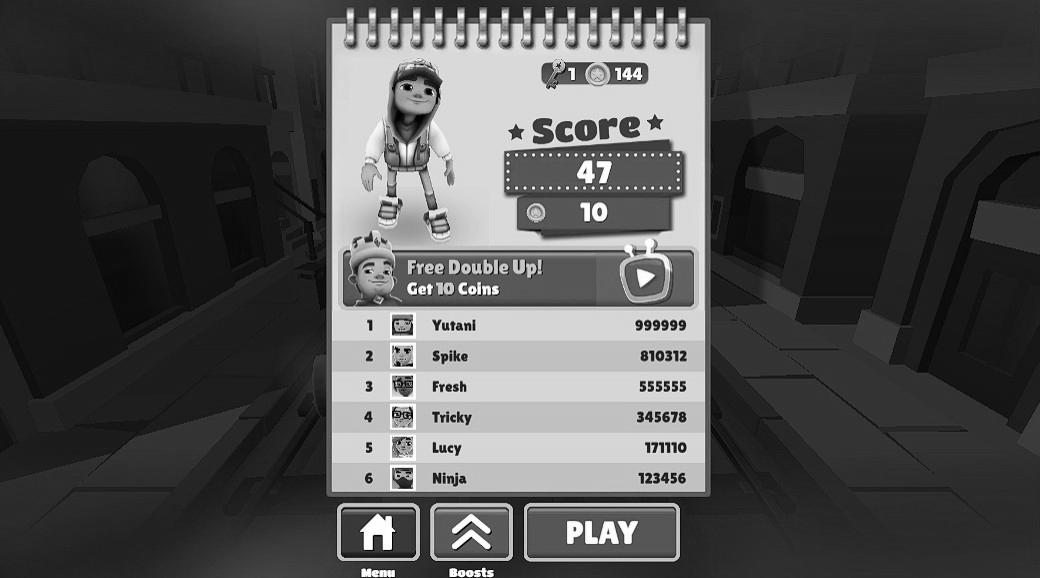 1 144
Score
47
10
Free Double Up!
Get 10 Coins
1 Yutani 999999
2 Spike 810312
3 Fresh 555555
4 Tricky 345678
5 Lucy 171110
6 Ninja 123456
PLAY
Menu Boosts